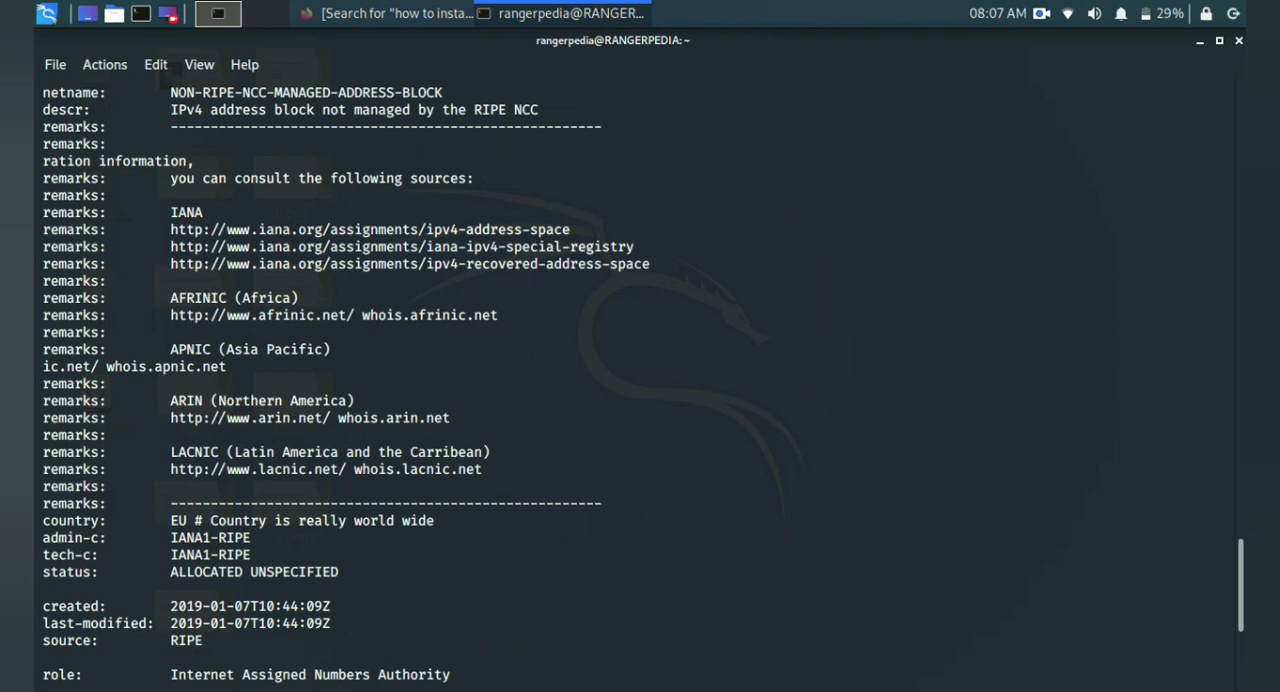 [Search for "how to insta... rangerpedia@RANGER... 08:07 AM 29%
rangerpedia@RANGERPEDIA:~
File Actions Edit View Help
netname: NON-RIPE-NCC-MANAGED-ADDRESS-BLOCK
descr: IPv4 address block not managed by the RIPE NCC
remarks: ------------------------------------------------------
remarks:
ration information,
remarks: you can consult the following sources:
remarks:
remarks: IANA
remarks: http://www.iana.org/assignments/ipv4-address-space
remarks: http://www.iana.org/assignments/iana-ipv4-special-registry
remarks: http://www.iana.org/assignments/ipv4-recovered-address-space
remarks:
remarks: AFRINIC (Africa)
remarks: http://www.afrinic.net/ whois.afrinic.net
remarks:
remarks: APNIC (Asia Pacific)
ic.net/ whois.apnic.net
remarks:
remarks: ARIN (Northern America)
remarks: http://www.arin.net/ whois.arin.net
remarks:
remarks: LACNIC (Latin America and the Carribean)
remarks: http://www.lacnic.net/ whois.lacnic.net
remarks:
remarks: ------------------------------------------------------
country: EU # Country is really world wide
admin-c: IANA1-RIPE
tech-c: IANA1-RIPE
status: ALLOCATED UNSPECIFIED
created: 2019-01-07T10:44:09Z
last-modified: 2019-01-07T10:44:09Z
source: RIPE
role: Internet Assigned Numbers Authority